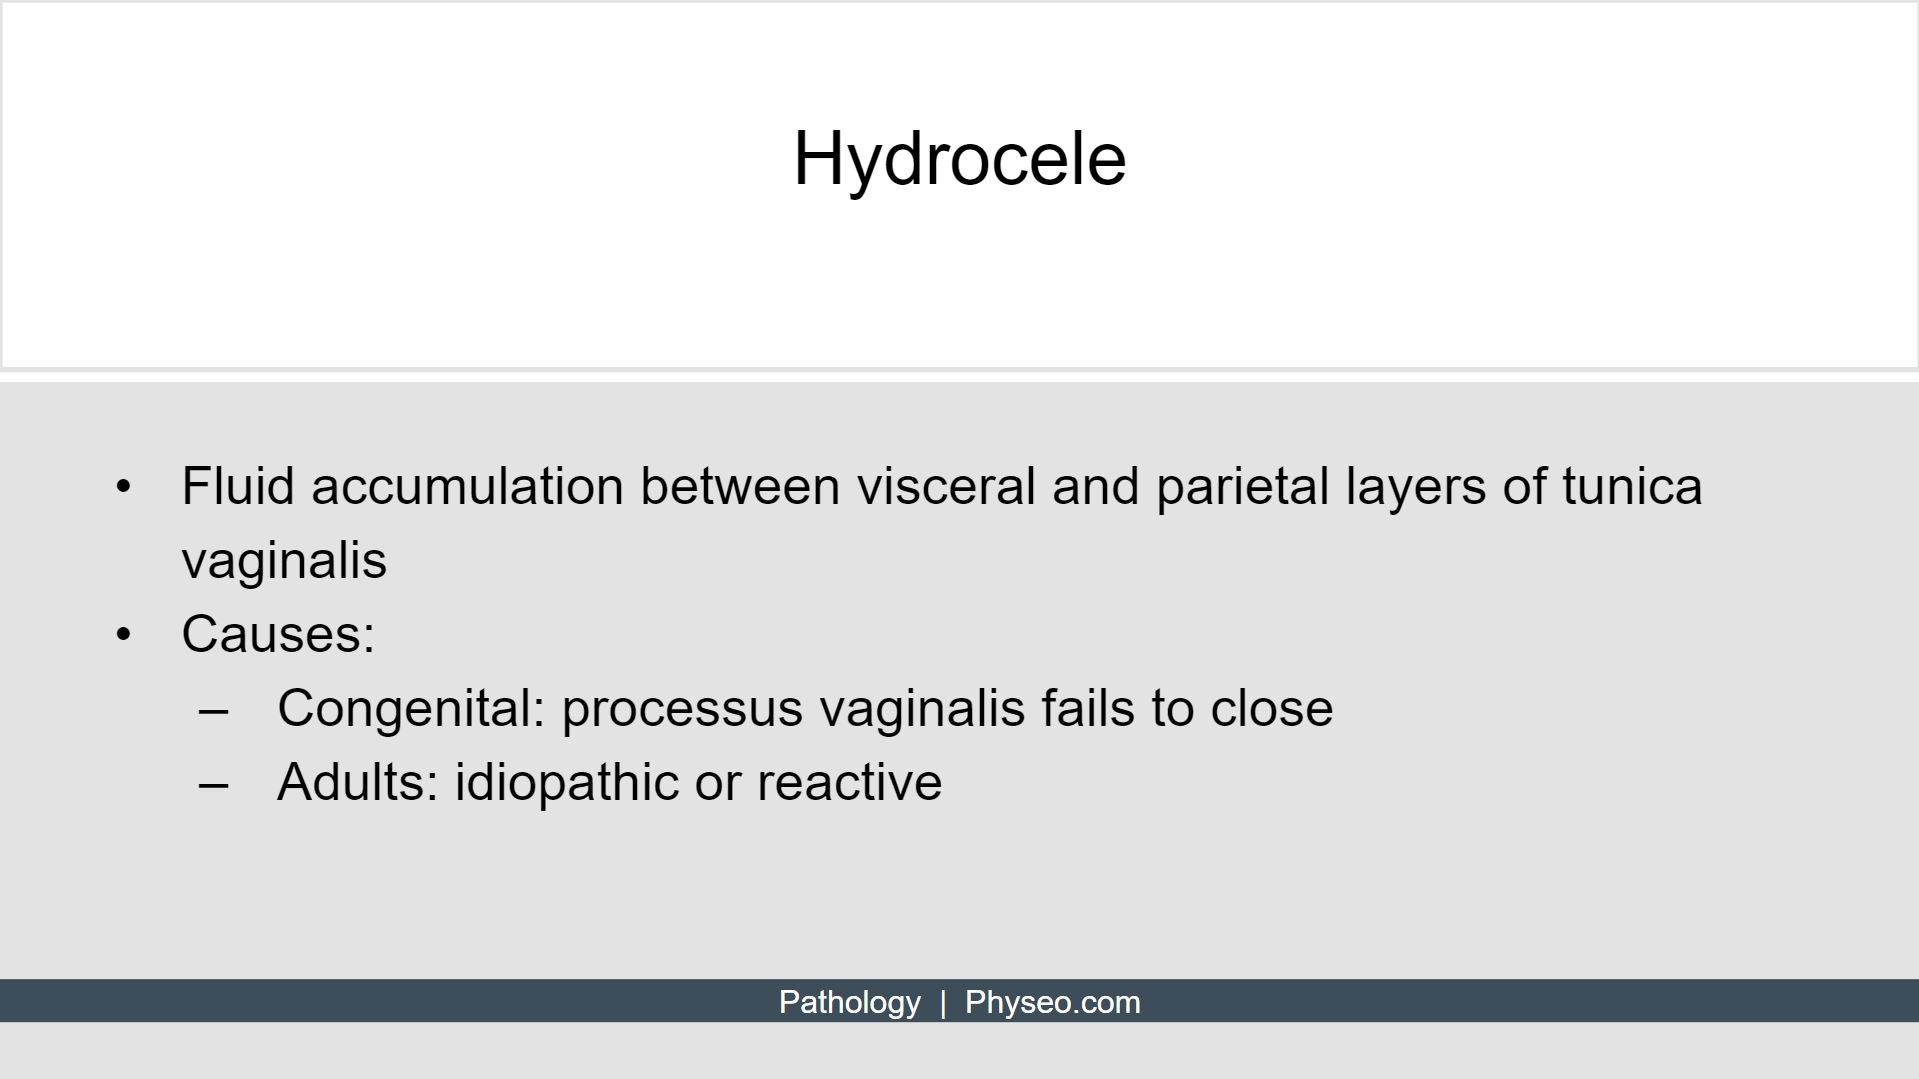 Hydrocele
• Fluid accumulation between visceral and parietal layers of tunica
vaginalis
• Causes:
– Congenital: processus vaginalis fails to close
– Adults: idiopathic or reactive
Pathology | Physeo.com